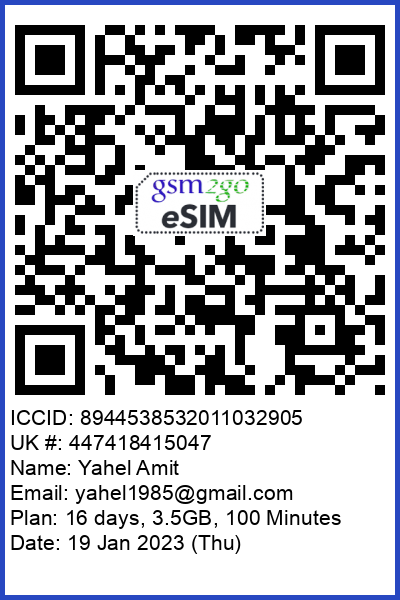 gsm2go
eSIM
ICCID: 8944538532011032905
UK #: 447418415047
Name: Yahel Amit
Email: yahel1985@gmail.com
Plan: 16 days, 3.5GB, 100 Minutes
Date: 19 Jan 2023 (Thu)